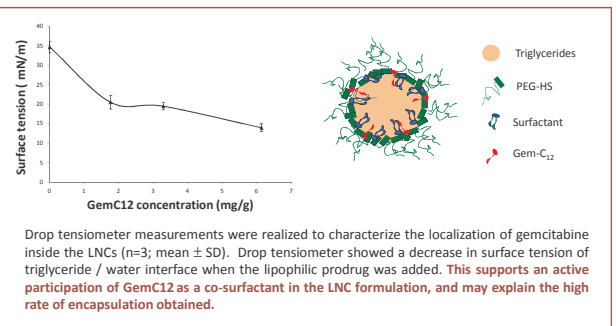 40
35
30
25
20
15
10
5
0
Surface tension ( mN/m)
0 1 2 3 4 5 6 7
GemC12 concentration (mg/g)
Triglycerides
PEG-HS
Surfactant
Gem-C12
Drop tensiometer measurements were realized to characterize the localization of gemcitabine
inside the LNCs (n=3; mean ± SD). Drop tensiometer showed a decrease in surface tension of
triglyceride / water interface when the lipophilic prodrug was added. This supports an active
participation of GemC12 as a co-surfactant in the LNC formulation, and may explain the high
rate of encapsulation obtained.